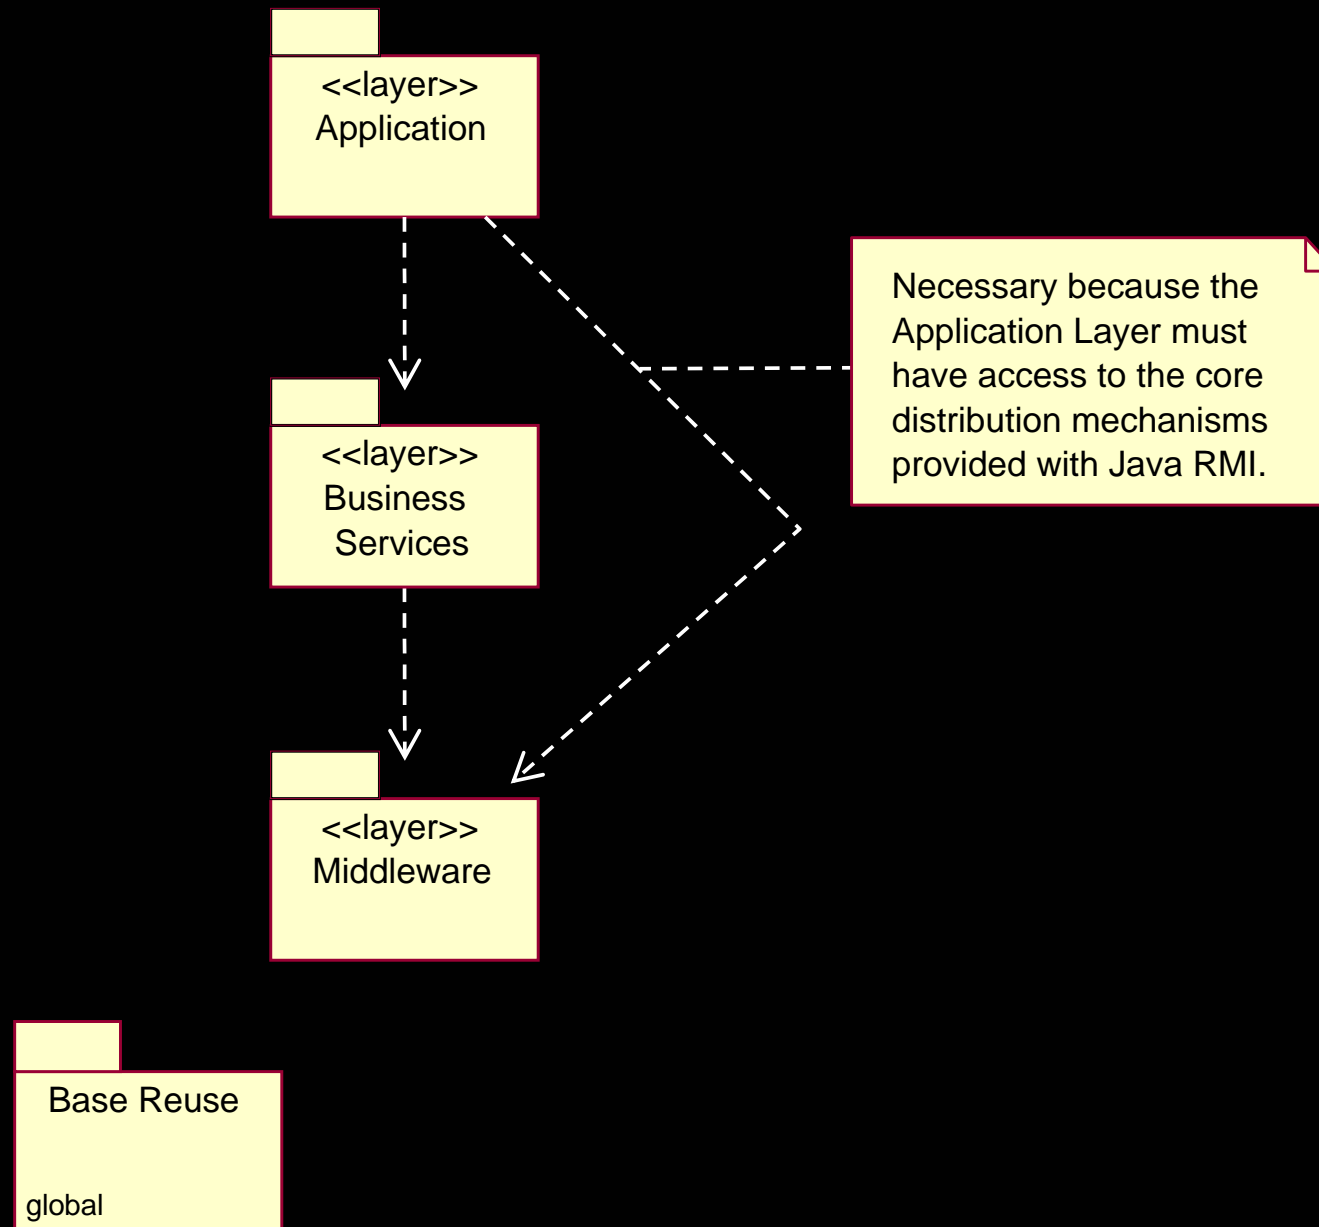 <<layer>>
Application
Necessary because the
Application Layer must
have access to the core
distribution mechanisms
provided with Java RMI.
<<layer>>
Business
Services
<<layer>>
Middleware
Base Reuse
global